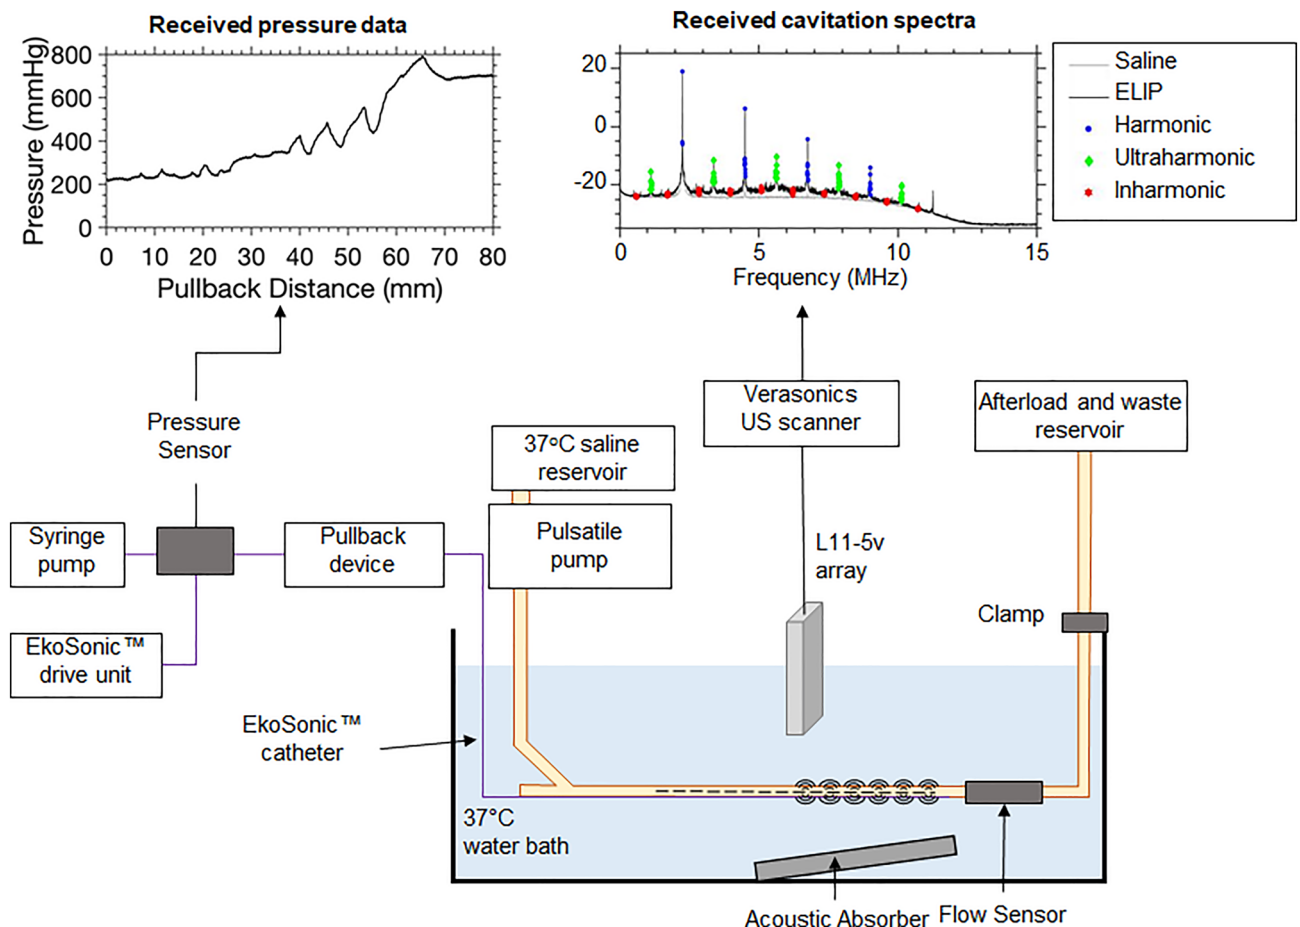 Received pressure data
Pressure (mmHg)
800
600
400
200
0
0 10 20 30 40 50 60 70 80
Pullback Distance (mm)
Received cavitation spectra
20
0
-20
0 5 10 15
Frequency (MHz)
Saline
ELIP
Harmonic
Ultraharmonic
Inharmonic
Pressure
Sensor
Syringe
pump
Pullback
device
EkoSonic™
drive unit
37°C saline
reservoir
Pulsatile
pump
Verasonics
US scanner
Afterload and waste
reservoir
L11-5v
array
Clamp
EkoSonic™
catheter
37°C
water bath
Acoustic Absorber
Flow Sensor